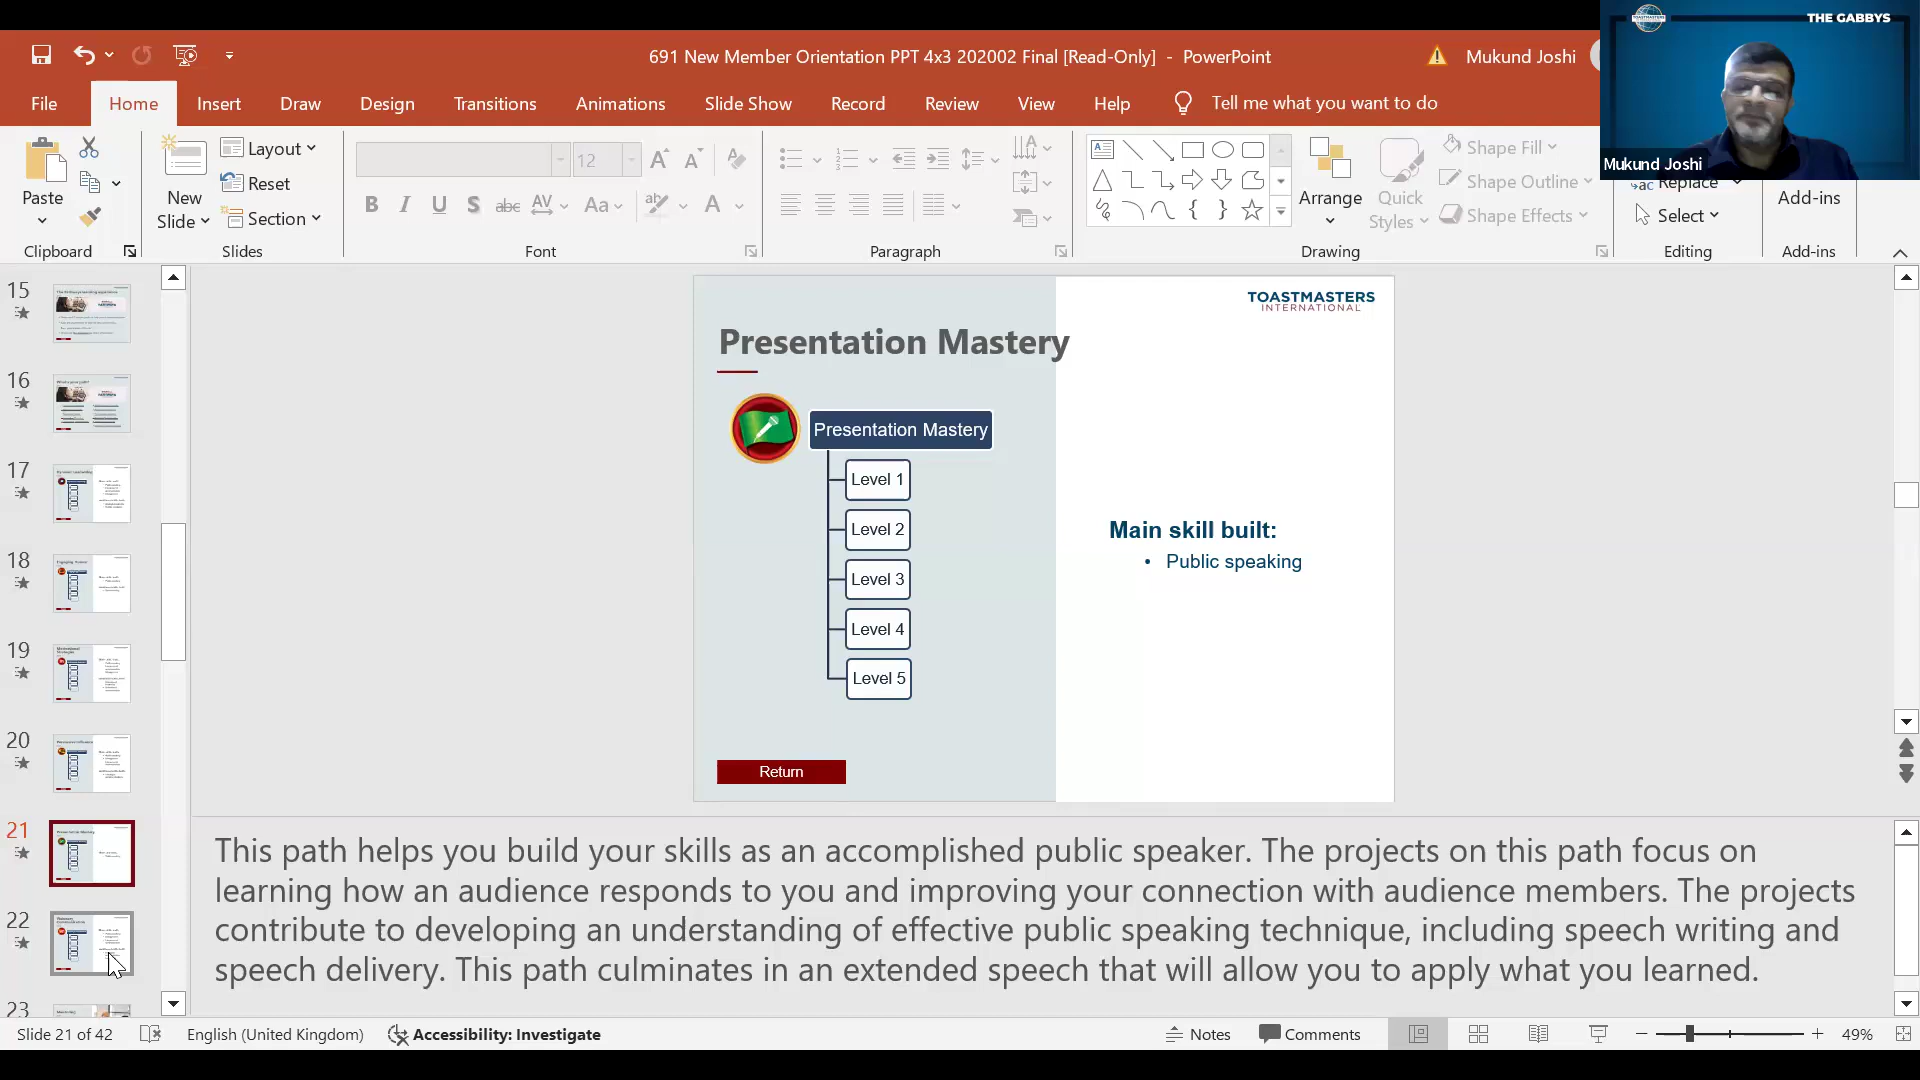 TOASTMASTERS
INTERNATIONAL
THE GABBYS
691 New Member Orientation PPT 4x3 202002 Final [Read-Only] - PowerPoint
Mukund Joshi
File Home Insert Draw Design Transitions Animations Slide Show Record Review View Help Tell me what you want to do
Mukund Joshi
Paste
New
Slide
Layout
Reset
Section
12
B I U S abc AV Aa
A
Arrange
Quick
Styles
Shape Fill
Shape Outline
Shape Effects
Replace
Select
Add-ins
Clipboard Slides Font Paragraph Drawing Editing Add-ins
15
16
17
18
19
20
21
22
23
TOASTMASTERS
INTERNATIONAL
Presentation Mastery
Presentation Mastery
Level 1
Level 2
Level 3
Level 4
Level 5
Main skill built:
• Public speaking
Return
This path helps you build your skills as an accomplished public speaker. The projects on this path focus on
learning how an audience responds to you and improving your connection with audience members. The projects
contribute to developing an understanding of effective public speaking technique, including speech writing and
speech delivery. This path culminates in an extended speech that will allow you to apply what you learned.
Slide 21 of 42 English (United Kingdom) Accessibility: Investigate Notes Comments 49%